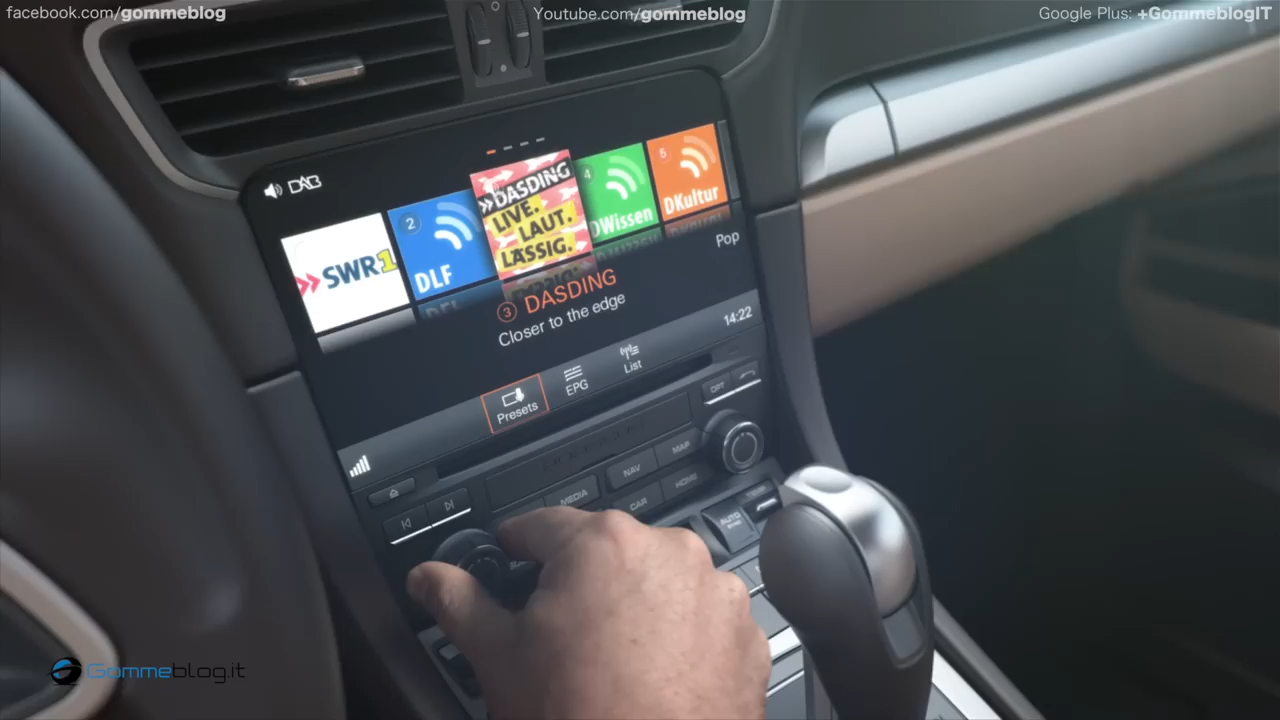 facebook.com/gommeblog
Youtube.com/gommeblog
Google Plus: +GommeblogIT
DAB
SWR1
2
DLF
»DASDING
LIVE.
LAUT.
LÄSSIG.
4
DWissen
5
DKultur
Pop
3 DASDING
Closer to the edge
14:22
Presets
EPG
List
OPT
MEDIA
NAV
MAP
CAR
HOME
AUTO
Gommeblog.it